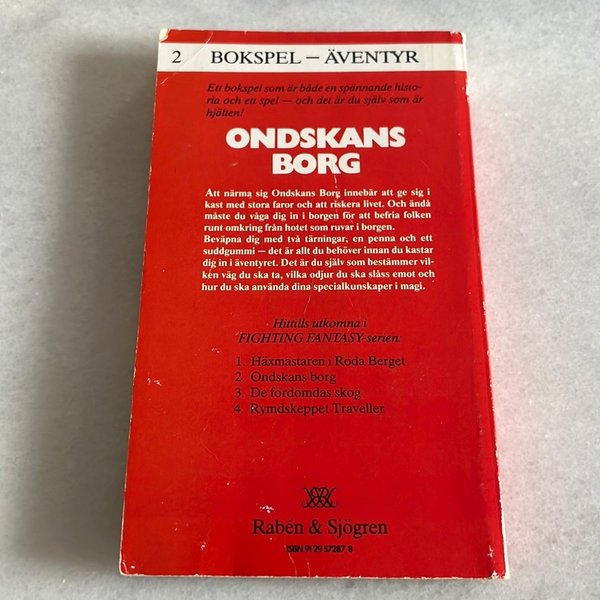 2 BOKSPEL – ÄVENTYR
Ett bokspel som är både en spännande histo-
ria och ett spel – och det är du själv som är
hjälten!
ONDSKANS
BORG
Att närma sig Ondskans Borg innebär att ge sig i
kast med stora faror och att riskera livet. Och ändå
måste du våga dig in i borgen för att befria folken
runt omkring från hotet som ruvar i borgen.
Beväpna dig med två tärningar, en penna och ett
suddgummi – det är allt du behöver innan du kastar
dig in i äventyret. Det är du själv som bestämmer vil-
ken väg du ska ta, vilka odjur du ska slåss emot och
hur du ska använda dina specialkunskaper i magi.
Hittills utkomna i
'FIGHTING FANTASY-serien:
1. Häxmästaren i Röda Berget
2. Ondskans borg
3. De fördömdas skog
4. Rymdskeppet Traveller
Rabén & Sjögren
ISBN 91 29 57287 8